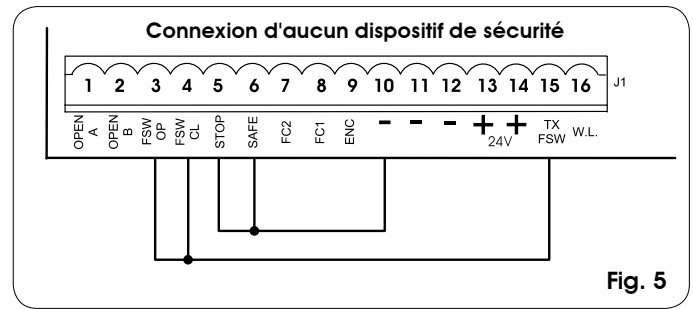 Connexion d'aucun dispositif de sécurité
1 2 3 4 5 6 7 8 9 10 11 12 13 14 15 16 J1
OPEN A
OPEN B
FSW OP
FSW CL
STOP
SAFE
FC2
FC1
ENC
- - - + +
24V
TX FSW
W.L.
Fig. 5